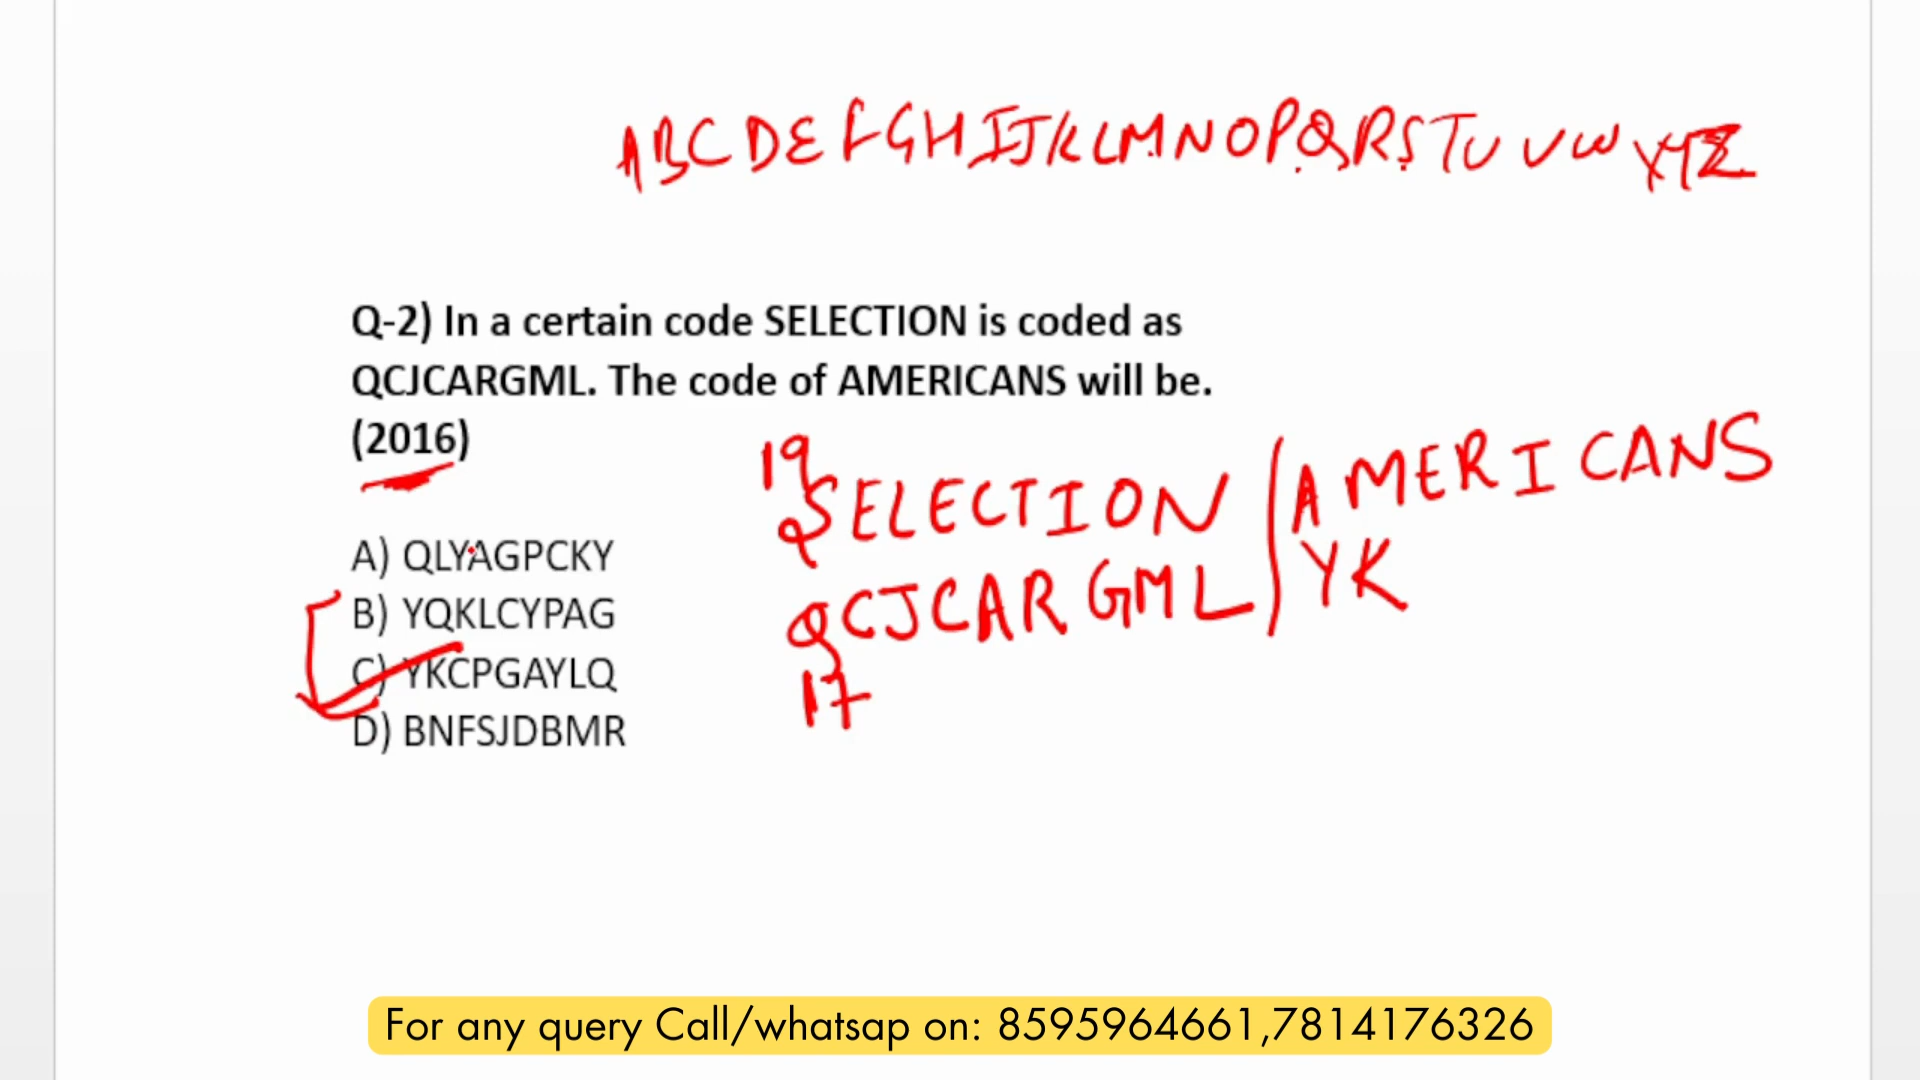 ABCDEFGHIJKLMNOPQRSTUVWXYZ
Q-2) In a certain code SELECTION is coded as
QCJCARGML. The code of AMERICANS will be.
(2016)
19
SELECTION / AMERICANS
Q
A) QLYAGPCKY
QCJCARGML YK
B) YQKLCYPAG
C) YKCPGAYLQ
17
D) BNFSJDBMR
For any query Call/whatsap on: 8595964661,7814176326